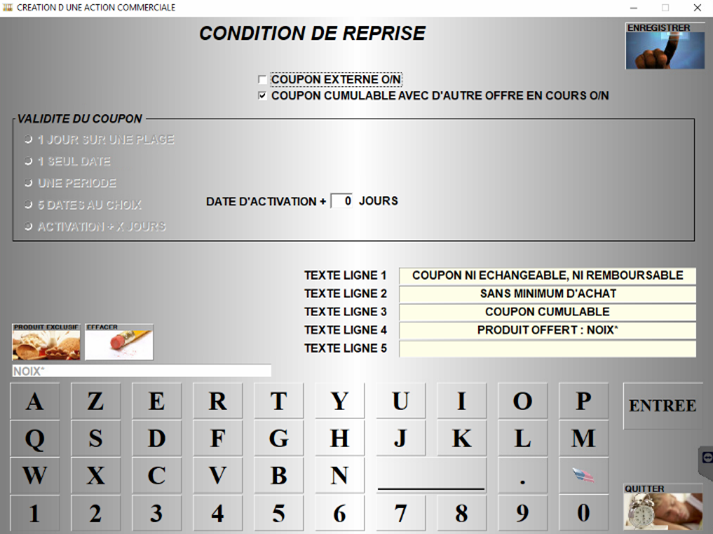 CREATION D UNE ACTION COMMERCIALE
CONDITION DE REPRISE
ENREGISTRER
COUPON EXTERNE O/N
COUPON CUMULABLE AVEC D'AUTRE OFFRE EN COURS O/N
VALIDITE DU COUPON
1 JOUR SUR UNE PLAGE
1 SEUL DATE
UNE PERIODE
5 DATES AU CHOIX
ACTIVATION + X JOURS
DATE D'ACTIVATION + 0 JOURS
TEXTE LIGNE 1 COUPON NI ECHANGEABLE, NI REMBOURSABLE
TEXTE LIGNE 2 SANS MINIMUM D'ACHAT
TEXTE LIGNE 3 COUPON CUMULABLE
TEXTE LIGNE 4 PRODUIT OFFERT : NOIX*
TEXTE LIGNE 5
PRODUIT EXCLUSIF EFFACER
NOIX*
A Z E R T Y U I O P ENTREE
Q S D F G H J K L M
W X C V B N .
QUITTER
1 2 3 4 5 6 7 8 9 0